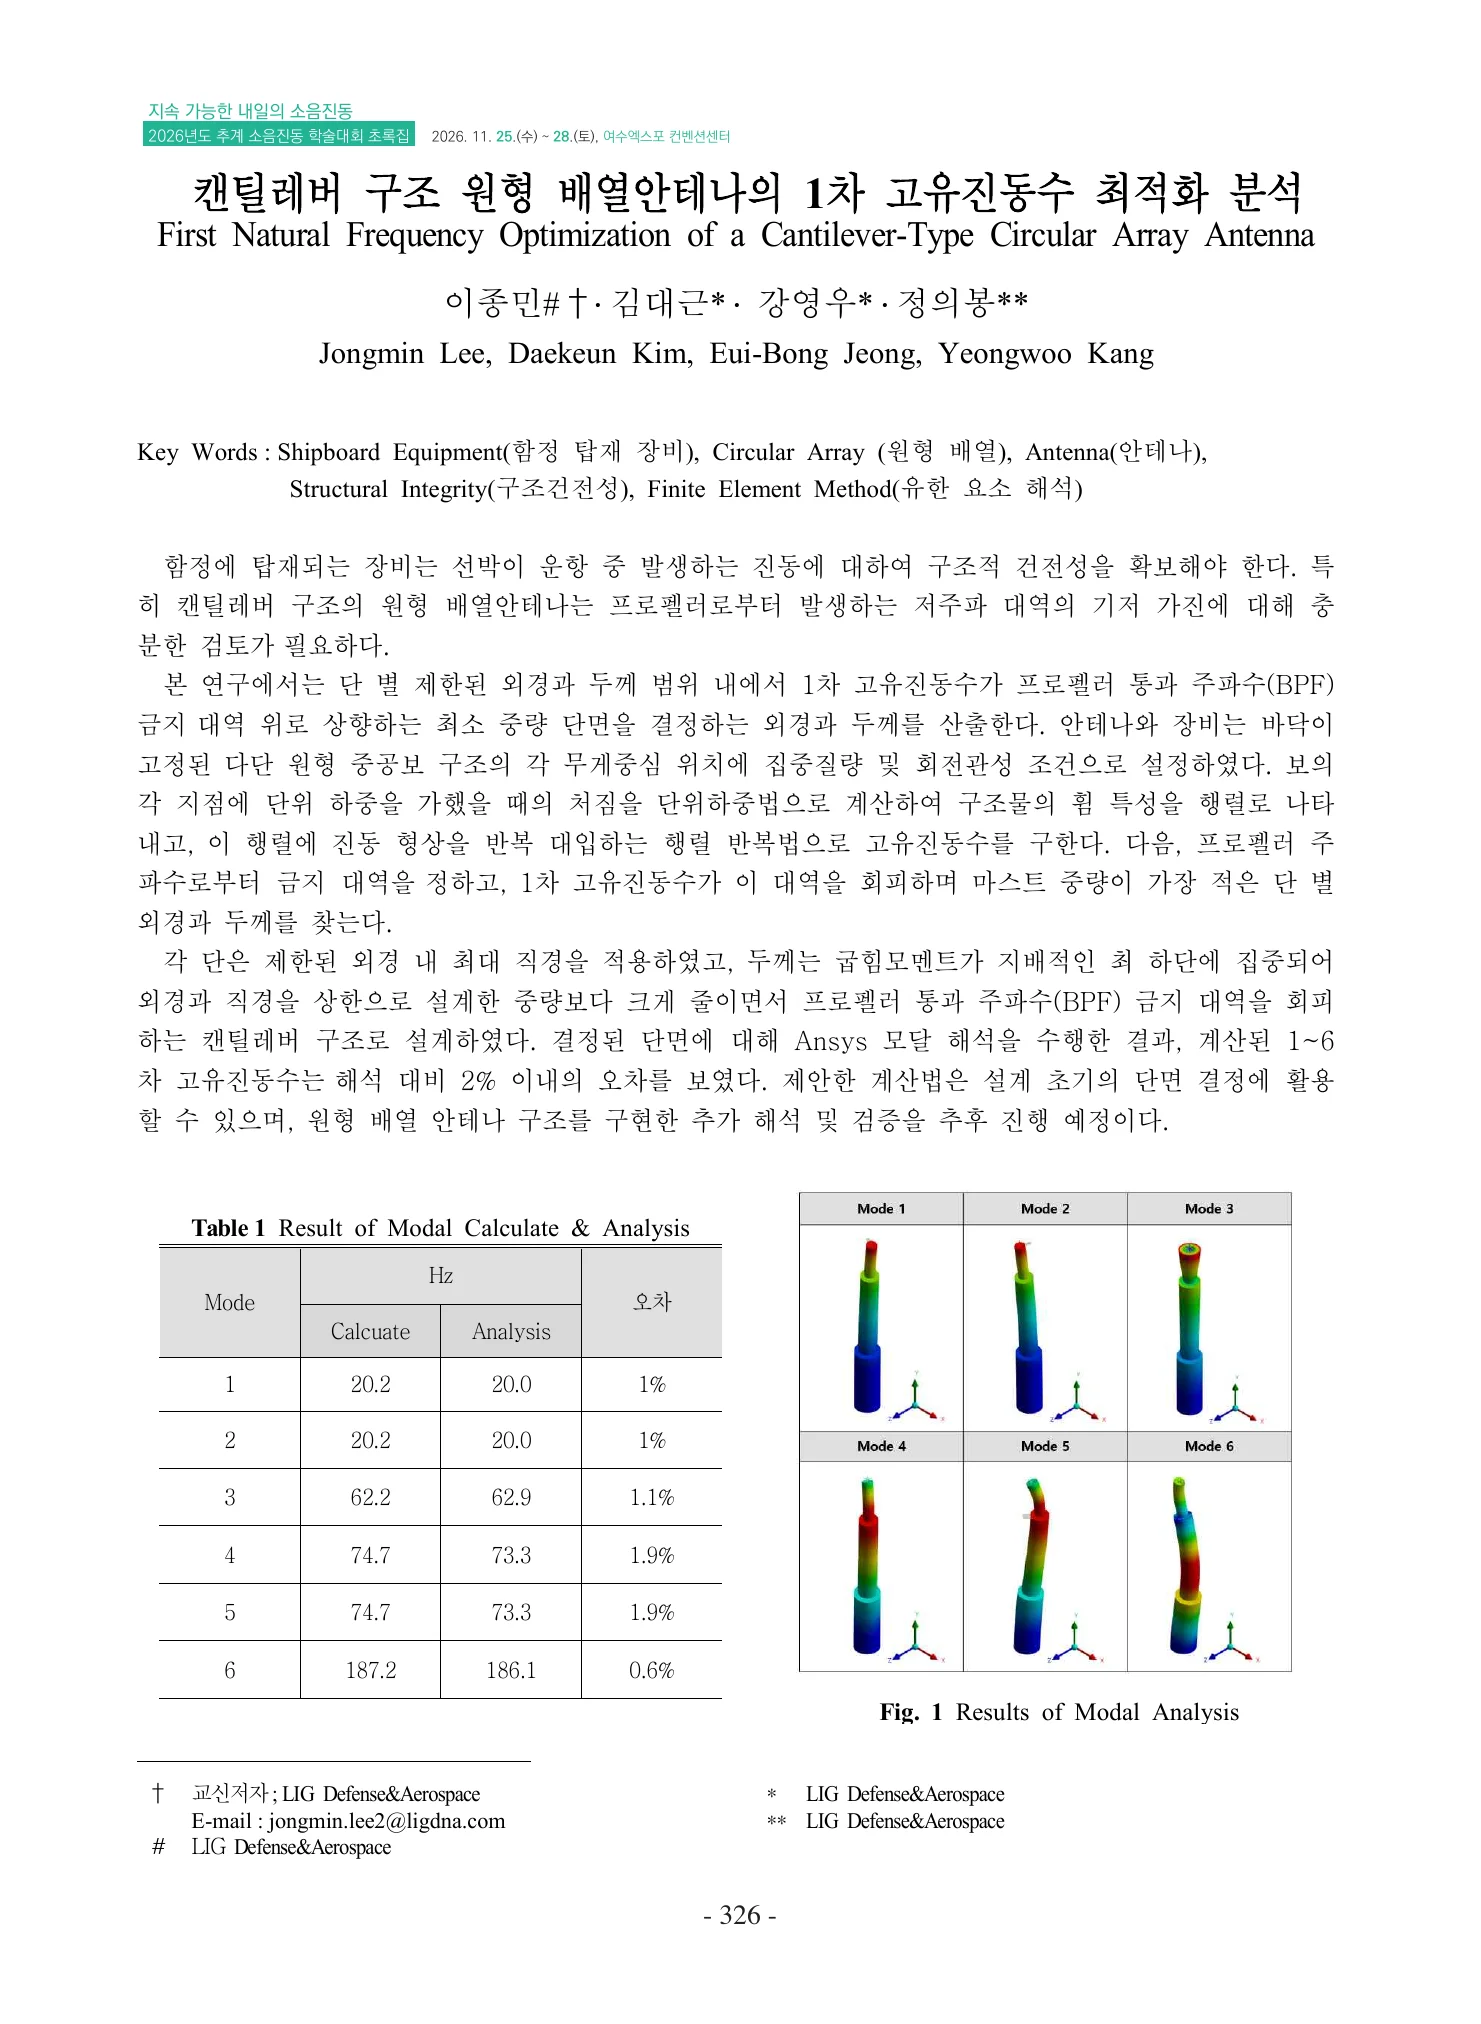 지속 가능한 내일의 소음진동
2026년도 추계 소음진동 학술대회 초록집 2026. 11. 25.(수) ~ 28.(토), 여수엑스포 컨벤션센터
캔틸레버 구조 원형 배열안테나의 1차 고유진동수 최적화 분석
First Natural Frequency Optimization of a Cantilever-Type Circular Array Antenna
이종민#†· 김대근*· 강영우*· 정의봉**
Jongmin Lee, Daekeun Kim, Eui-Bong Jeong, Yeongwoo Kang
Key Words : Shipboard Equipment(함정 탑재 장비), Circular Array (원형 배열), Antenna(안테나),
Structural Integrity(구조건전성), Finite Element Method(유한 요소 해석)
함정에 탑재되는 장비는 선박이 운항 중 발생하는 진동에 대하여 구조적 건전성을 확보해야 한다. 특
히 캔틸레버 구조의 원형 배열안테나는 프로펠러로부터 발생하는 저주파 대역의 기저 가진에 대해 충
분한 검토가 필요하다.
본 연구에서는 단 별 제한된 외경과 두께 범위 내에서 1차 고유진동수가 프로펠러 통과 주파수(BPF)
금지 대역 위로 상향하는 최소 중량 단면을 결정하는 외경과 두께를 산출한다. 안테나와 장비는 바닥이
고정된 다단 원형 중공보 구조의 각 무게중심 위치에 집중질량 및 회전관성 조건으로 설정하였다. 보의
각 지점에 단위 하중을 가했을 때의 처짐을 단위하중법으로 계산하여 구조물의 휨 특성을 행렬로 나타
내고, 이 행렬에 진동 형상을 반복 대입하는 행렬 반복법으로 고유진동수를 구한다. 다음, 프로펠러 주
파수로부터 금지 대역을 정하고, 1차 고유진동수가 이 대역을 회피하며 마스트 중량이 가장 적은 단 별
외경과 두께를 찾는다.
각 단은 제한된 외경 내 최대 직경을 적용하였고, 두께는 굽힘모멘트가 지배적인 최 하단에 집중되어
외경과 직경을 상한으로 설계한 중량보다 크게 줄이면서 프로펠러 통과 주파수(BPF) 금지 대역을 회피
하는 캔틸레버 구조로 설계하였다. 결정된 단면에 대해 Ansys 모달 해석을 수행한 결과, 계산된 1~6
차 고유진동수는 해석 대비 2% 이내의 오차를 보였다. 제안한 계산법은 설계 초기의 단면 결정에 활용
할 수 있으며, 원형 배열 안테나 구조를 구현한 추가 해석 및 검증을 추후 진행 예정이다.
Table 1 Result of Modal Calculate & Analysis
Mode Hz 오차
Calcuate Analysis
1 20.2 20.0 1%
2 20.2 20.0 1%
3 62.2 62.9 1.1%
4 74.7 73.3 1.9%
5 74.7 73.3 1.9%
6 187.2 186.1 0.6%
Mode 1 Mode 2 Mode 3
Mode 4 Mode 5 Mode 6
Fig. 1 Results of Modal Analysis
† 교신저자 ; LIG Defense&Aerospace
E-mail : jongmin.lee2@ligdna.com
# LIG Defense&Aerospace
* LIG Defense&Aerospace
** LIG Defense&Aerospace
- 326 -